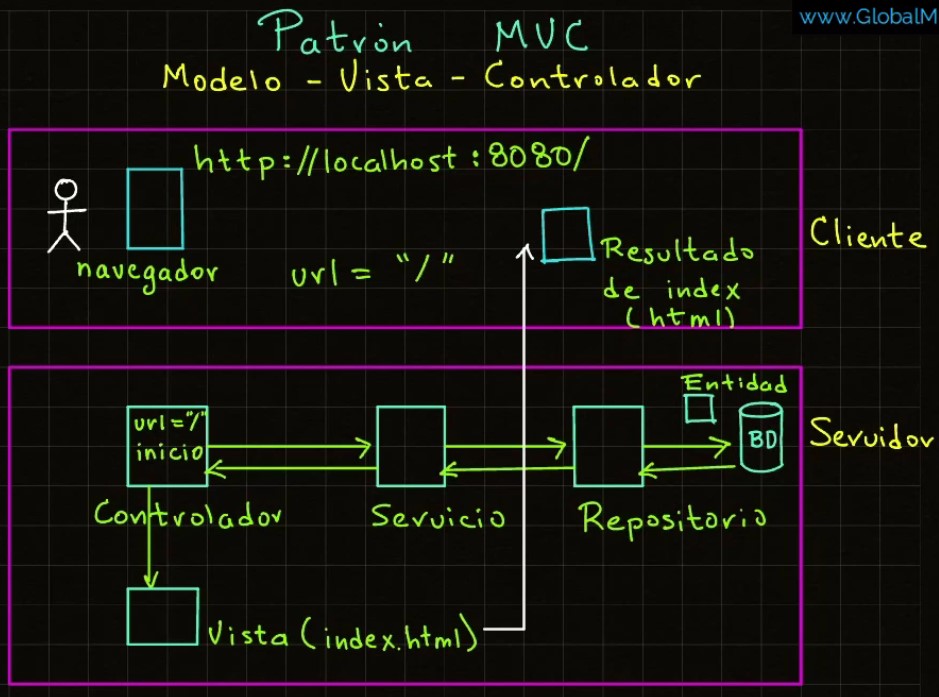 www.GlobalM
Patrón MVC
Modelo - Vista - Controlador
http://localhost:8080/
navegador
url = "/"
Resultado
de index
(html)
Cliente
Entidad
url="/"
inicio
BD
Servidor
Controlador
Servicio
Repositorio
Vista (index.html)